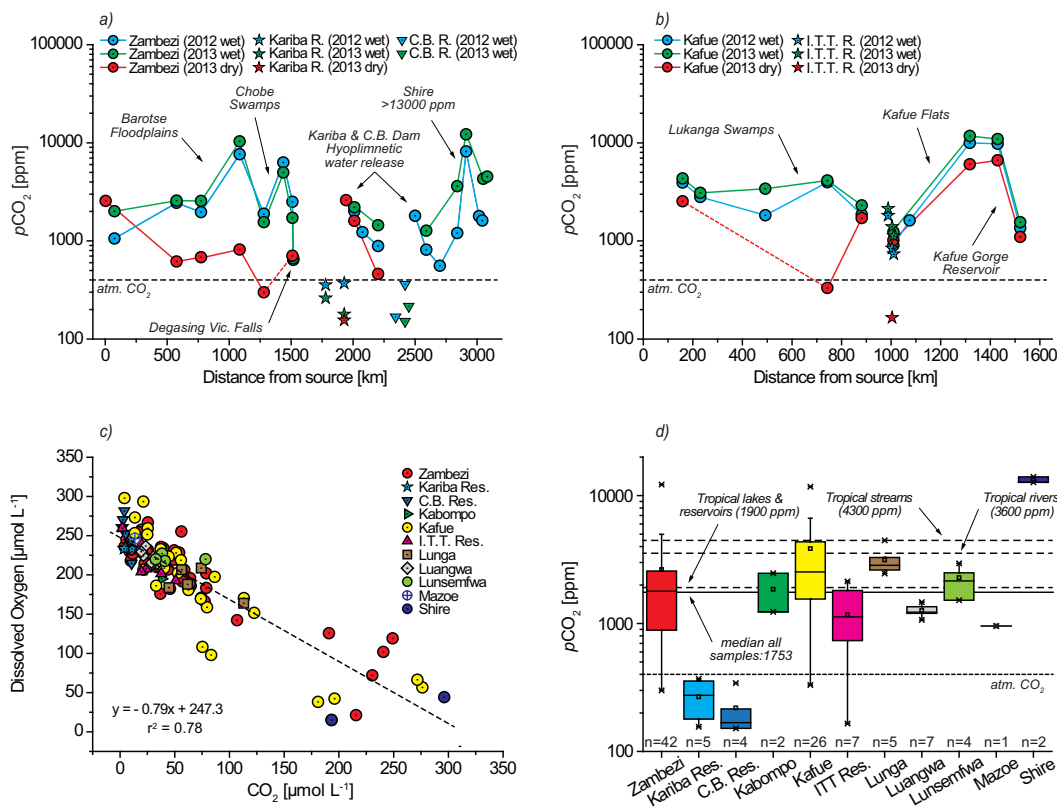 a)
Zambezi (2012 wet)
Zambezi (2013 wet)
Zambezi (2013 dry)
Kariba R. (2012 wet)
Kariba R. (2013 wet)
Kariba R. (2013 dry)
C.B. R. (2012 wet)
C.B. R. (2013 wet)
100000
10000
1000
100
pCO2 [ppm]
Barotse
Floodplains
Chobe
Swamps
Kariba & C.B. Dam
Hyoplimnetic
water release
Shire
>13000 ppm
atm. CO2
Degasing Vic. Falls
0
500
1000
1500
2000
2500
3000
Distance from source [km]
b)
Kafue (2012 wet)
Kafue (2013 wet)
Kafue (2013 dry)
I.T.T. R. (2012 wet)
I.T.T. R. (2013 wet)
I.T.T. R. (2013 dry)
100000
10000
1000
100
pCO2 [ppm]
Lukanga Swamps
Kafue Flats
Kafue Gorge
Reservoir
atm. CO2
0
200
400
600
800
1000
1200
1400
1600
Distance from source [km]
c)
350
300
250
200
150
100
50
0
Dissolved Oxygen [µmol L-1]
Zambezi
Kariba Res.
C.B. Res.
Kabompo
Kafue
I.T.T. Res.
Lunga
Luangwa
Lunsemfwa
Mazoe
Shire
y = - 0.79x + 247.3
r2 = 0.78
0
50
100
150
200
250
300
350
400
CO2 [µmol L-1]
d)
10000
1000
100
pCO2 [ppm]
Tropical lakes &
reservoirs (1900 ppm)
Tropical streams
(4300 ppm)
Tropical rivers
(3600 ppm)
median all
samples:1753
atm. CO2
n=42
n=5
n=4
n=2
n=26
n=7
n=5
n=7
n=4
n=1
n=2
Zambezi
Kariba Res.
C.B. Res.
Kabompo
Kafue
ITT Res.
Lunga
Luangwa
Lunsemfwa
Mazoe
Shire